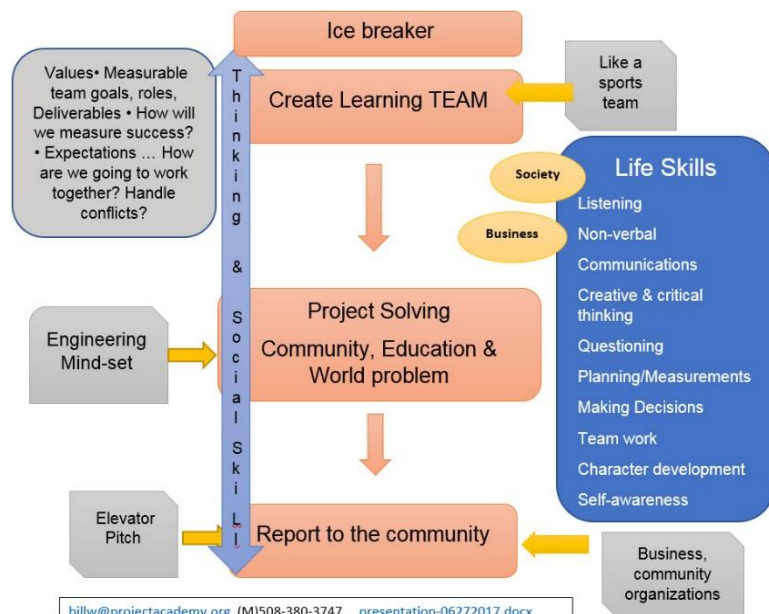 Ice breaker
Values• Measurable
team goals, roles,
Deliverables • How will
we measure success?
• Expectations … How
are we going to work
together? Handle
conflicts?
Create Learning TEAM
Like a
sports
team
Thinking & Social Ski Ll
Society
Business
Life Skills
Listening
Non-verbal
Communications
Creative & critical
thinking
Questioning
Planning/Measurements
Making Decisions
Team work
Character development
Self-awareness
Engineering
Mind-set
Project Solving
Community, Education &
World problem
Elevator
Pitch
Report to the community
Business,
community
organizations
billw@projectacademy.org (M)508-380-3747 presentation-06272017.docx